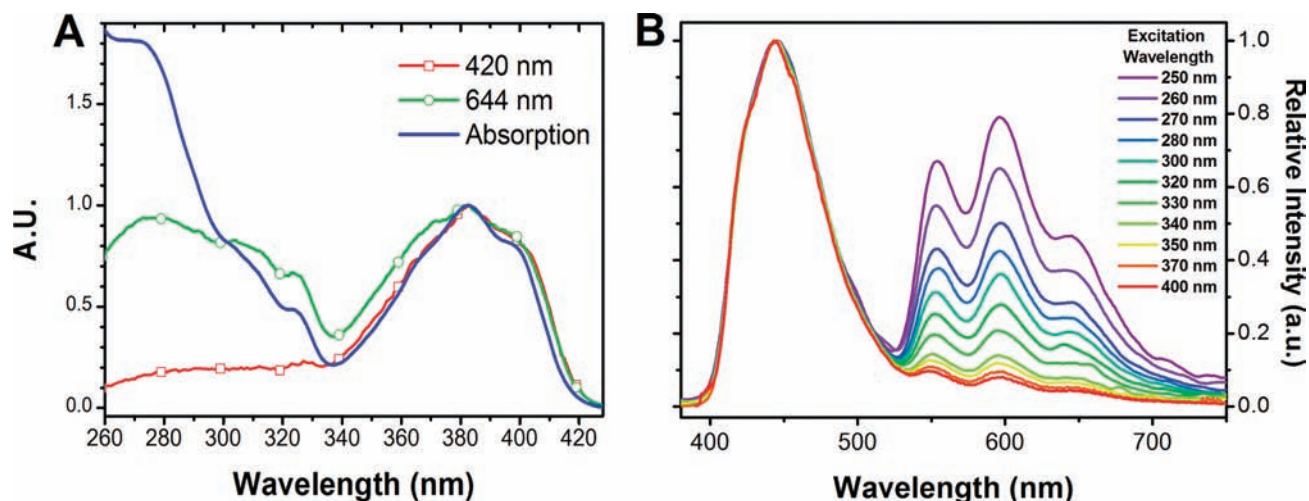 A
420 nm
644 nm
Absorption
A.U.
1.5
1.0
0.5
0.0
260 280 300 320 340 360 380 400 420
Wavelength (nm)
B
Excitation
Wavelength
250 nm
260 nm
270 nm
280 nm
300 nm
320 nm
330 nm
340 nm
350 nm
370 nm
400 nm
1.0
0.8
0.6
0.4
0.2
0.0
Relative Intensity (a.u.)
400 500 600 700
Wavelength (nm)